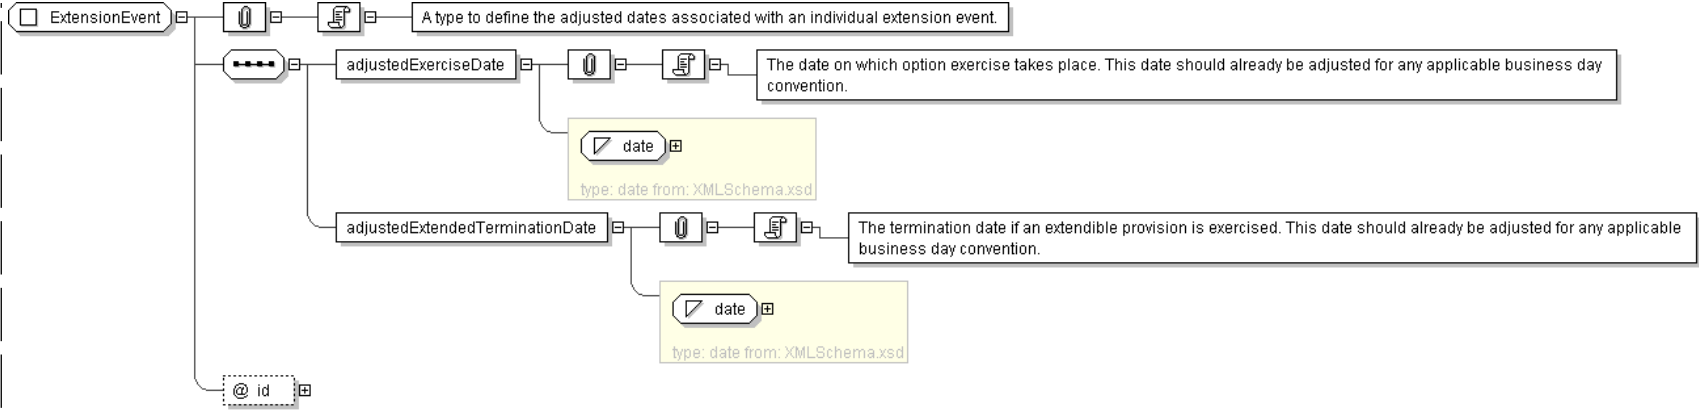 ExtensionEvent
A type to define the adjusted dates associated with an individual extension event.
adjustedExerciseDate
The date on which option exercise takes place. This date should already be adjusted for any applicable business day
convention.
date
type: date from: XMLSchema.xsd
adjustedExtendedTerminationDate
The termination date if an extendible provision is exercised. This date should already be adjusted for any applicable
business day convention.
date
type: date from: XMLSchema.xsd
@ id